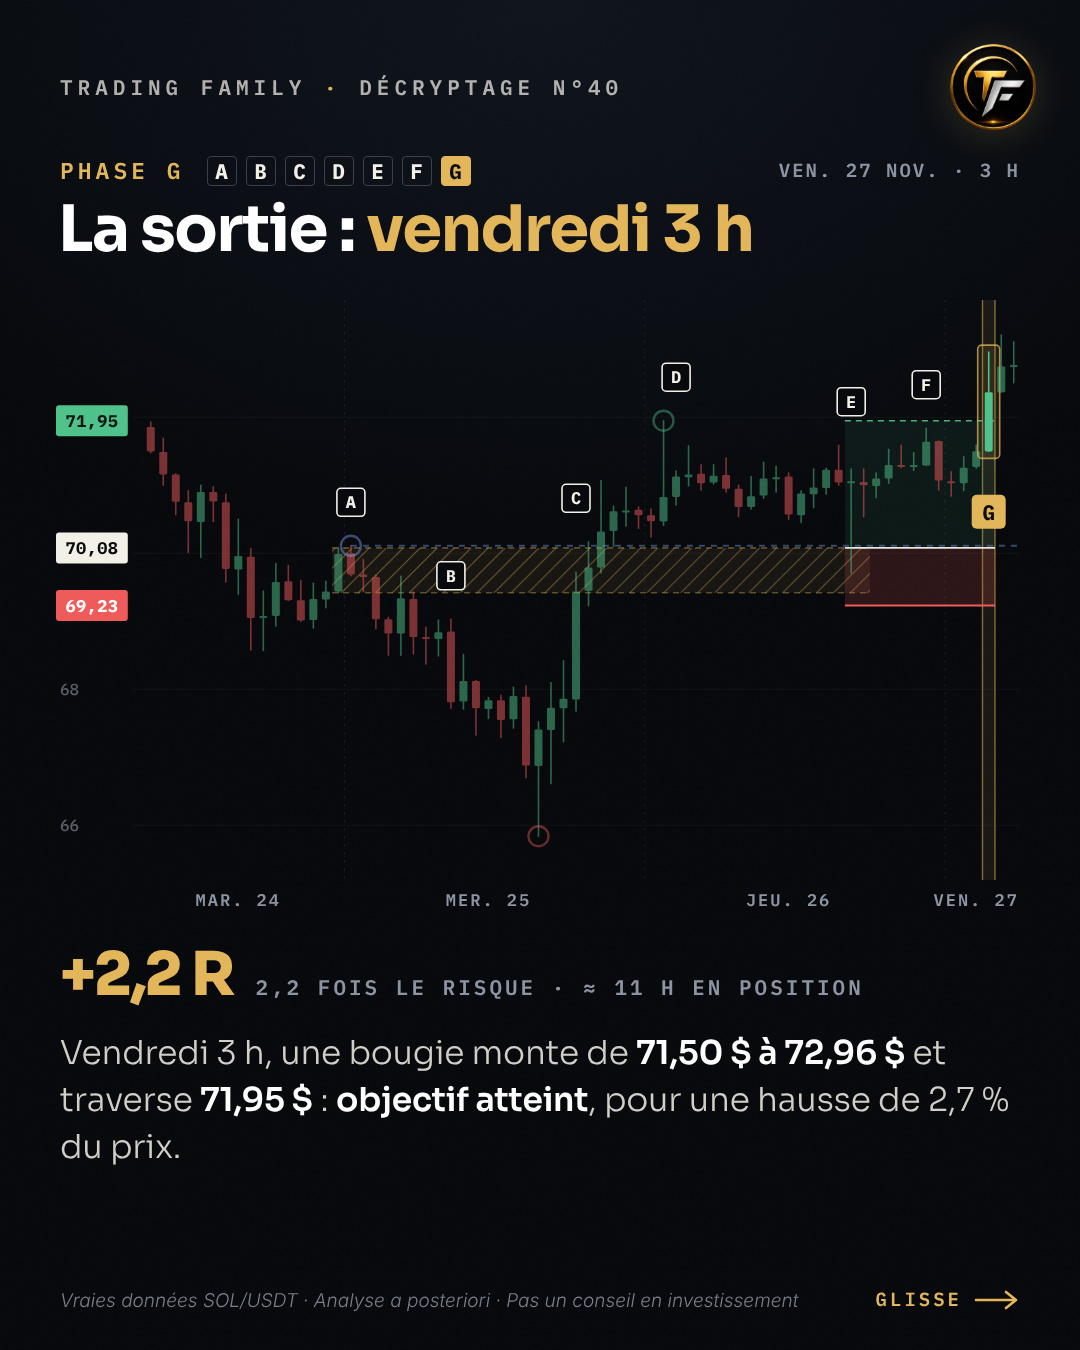 TRADING FAMILY · DÉCRYPTAGE N°40
TF
PHASE G A B C D E F G
VEN. 27 NOV. · 3 H
La sortie : vendredi 3 h
D
F
E
71,95
A
C
G
70,08
B
69,23
68
66
MAR. 24 MER. 25 JEU. 26 VEN. 27
+2,2 R 2,2 FOIS LE RISQUE · ≈ 11 H EN POSITION
Vendredi 3 h, une bougie monte de 71,50 $ à 72,96 $ et
traverse 71,95 $ : objectif atteint, pour une hausse de 2,7 %
du prix.
Vraies données SOL/USDT · Analyse a posteriori · Pas un conseil en investissement
GLISSE →